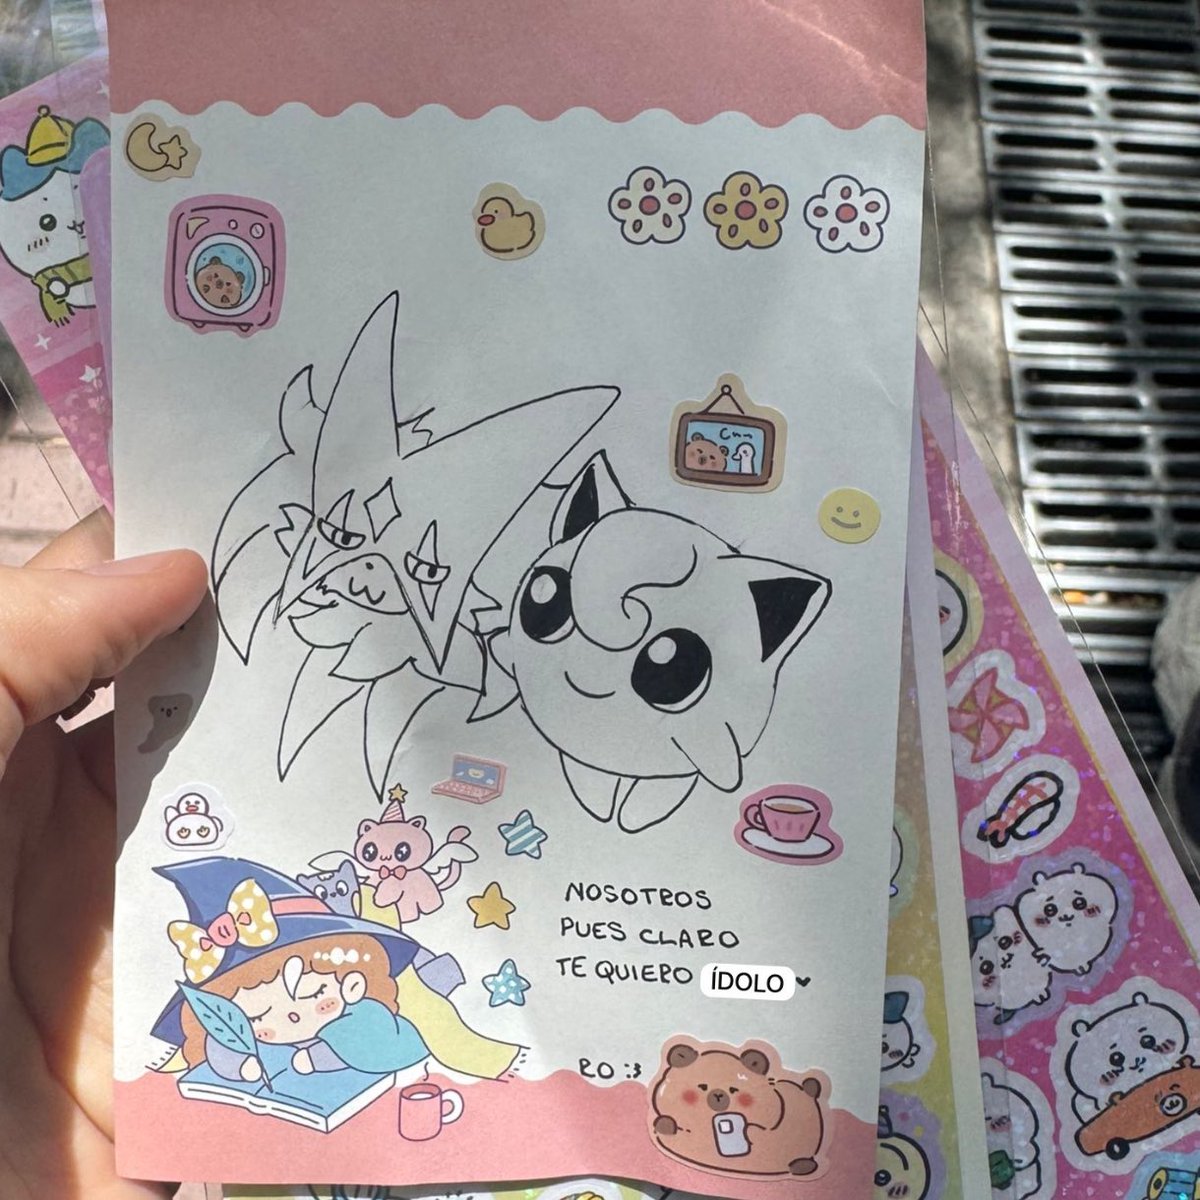 NOSOTROS
PUES CLARO
TE QUIERO ÍDOLO
RO :3